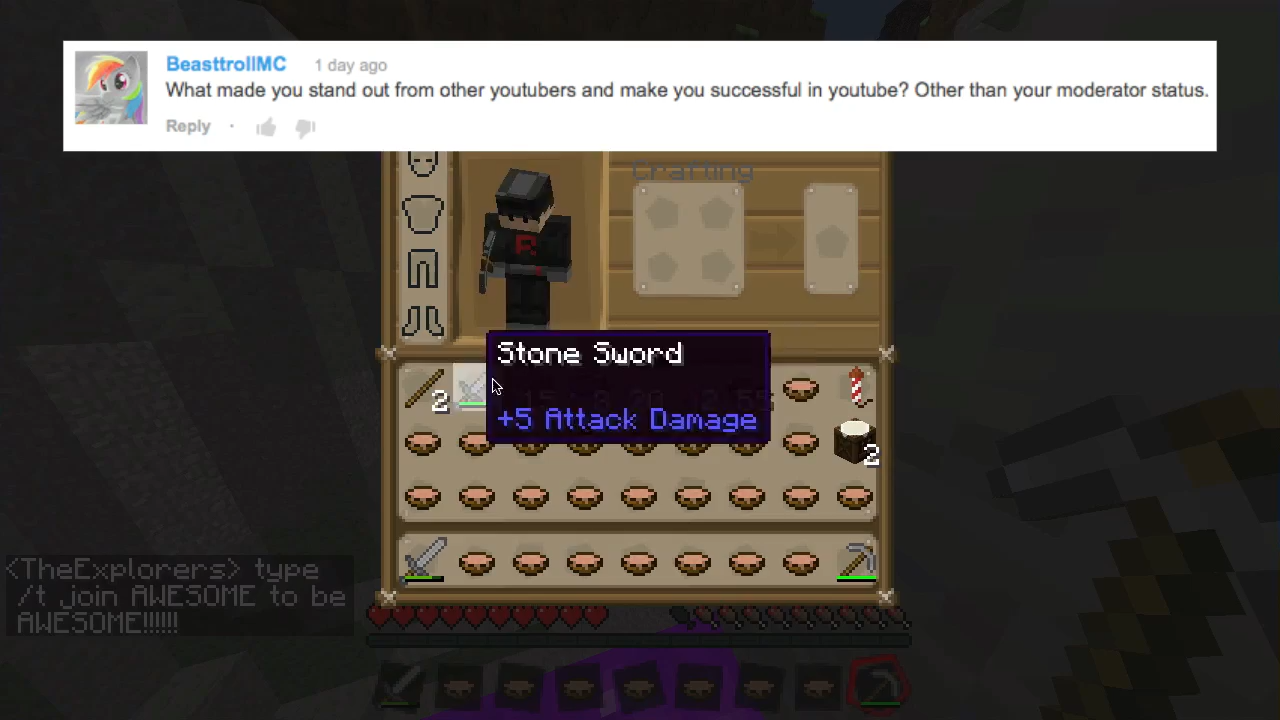 BeasttrollMC 1 day ago
What made you stand out from other youtubers and make you successful in youtube? Other than your moderator status.
Reply ·
Crafting
R
Stone Sword
+5 Attack Damage
2
2
<TheExplorers> type
/t join AWESOME to be
AWESOME!!!!!!